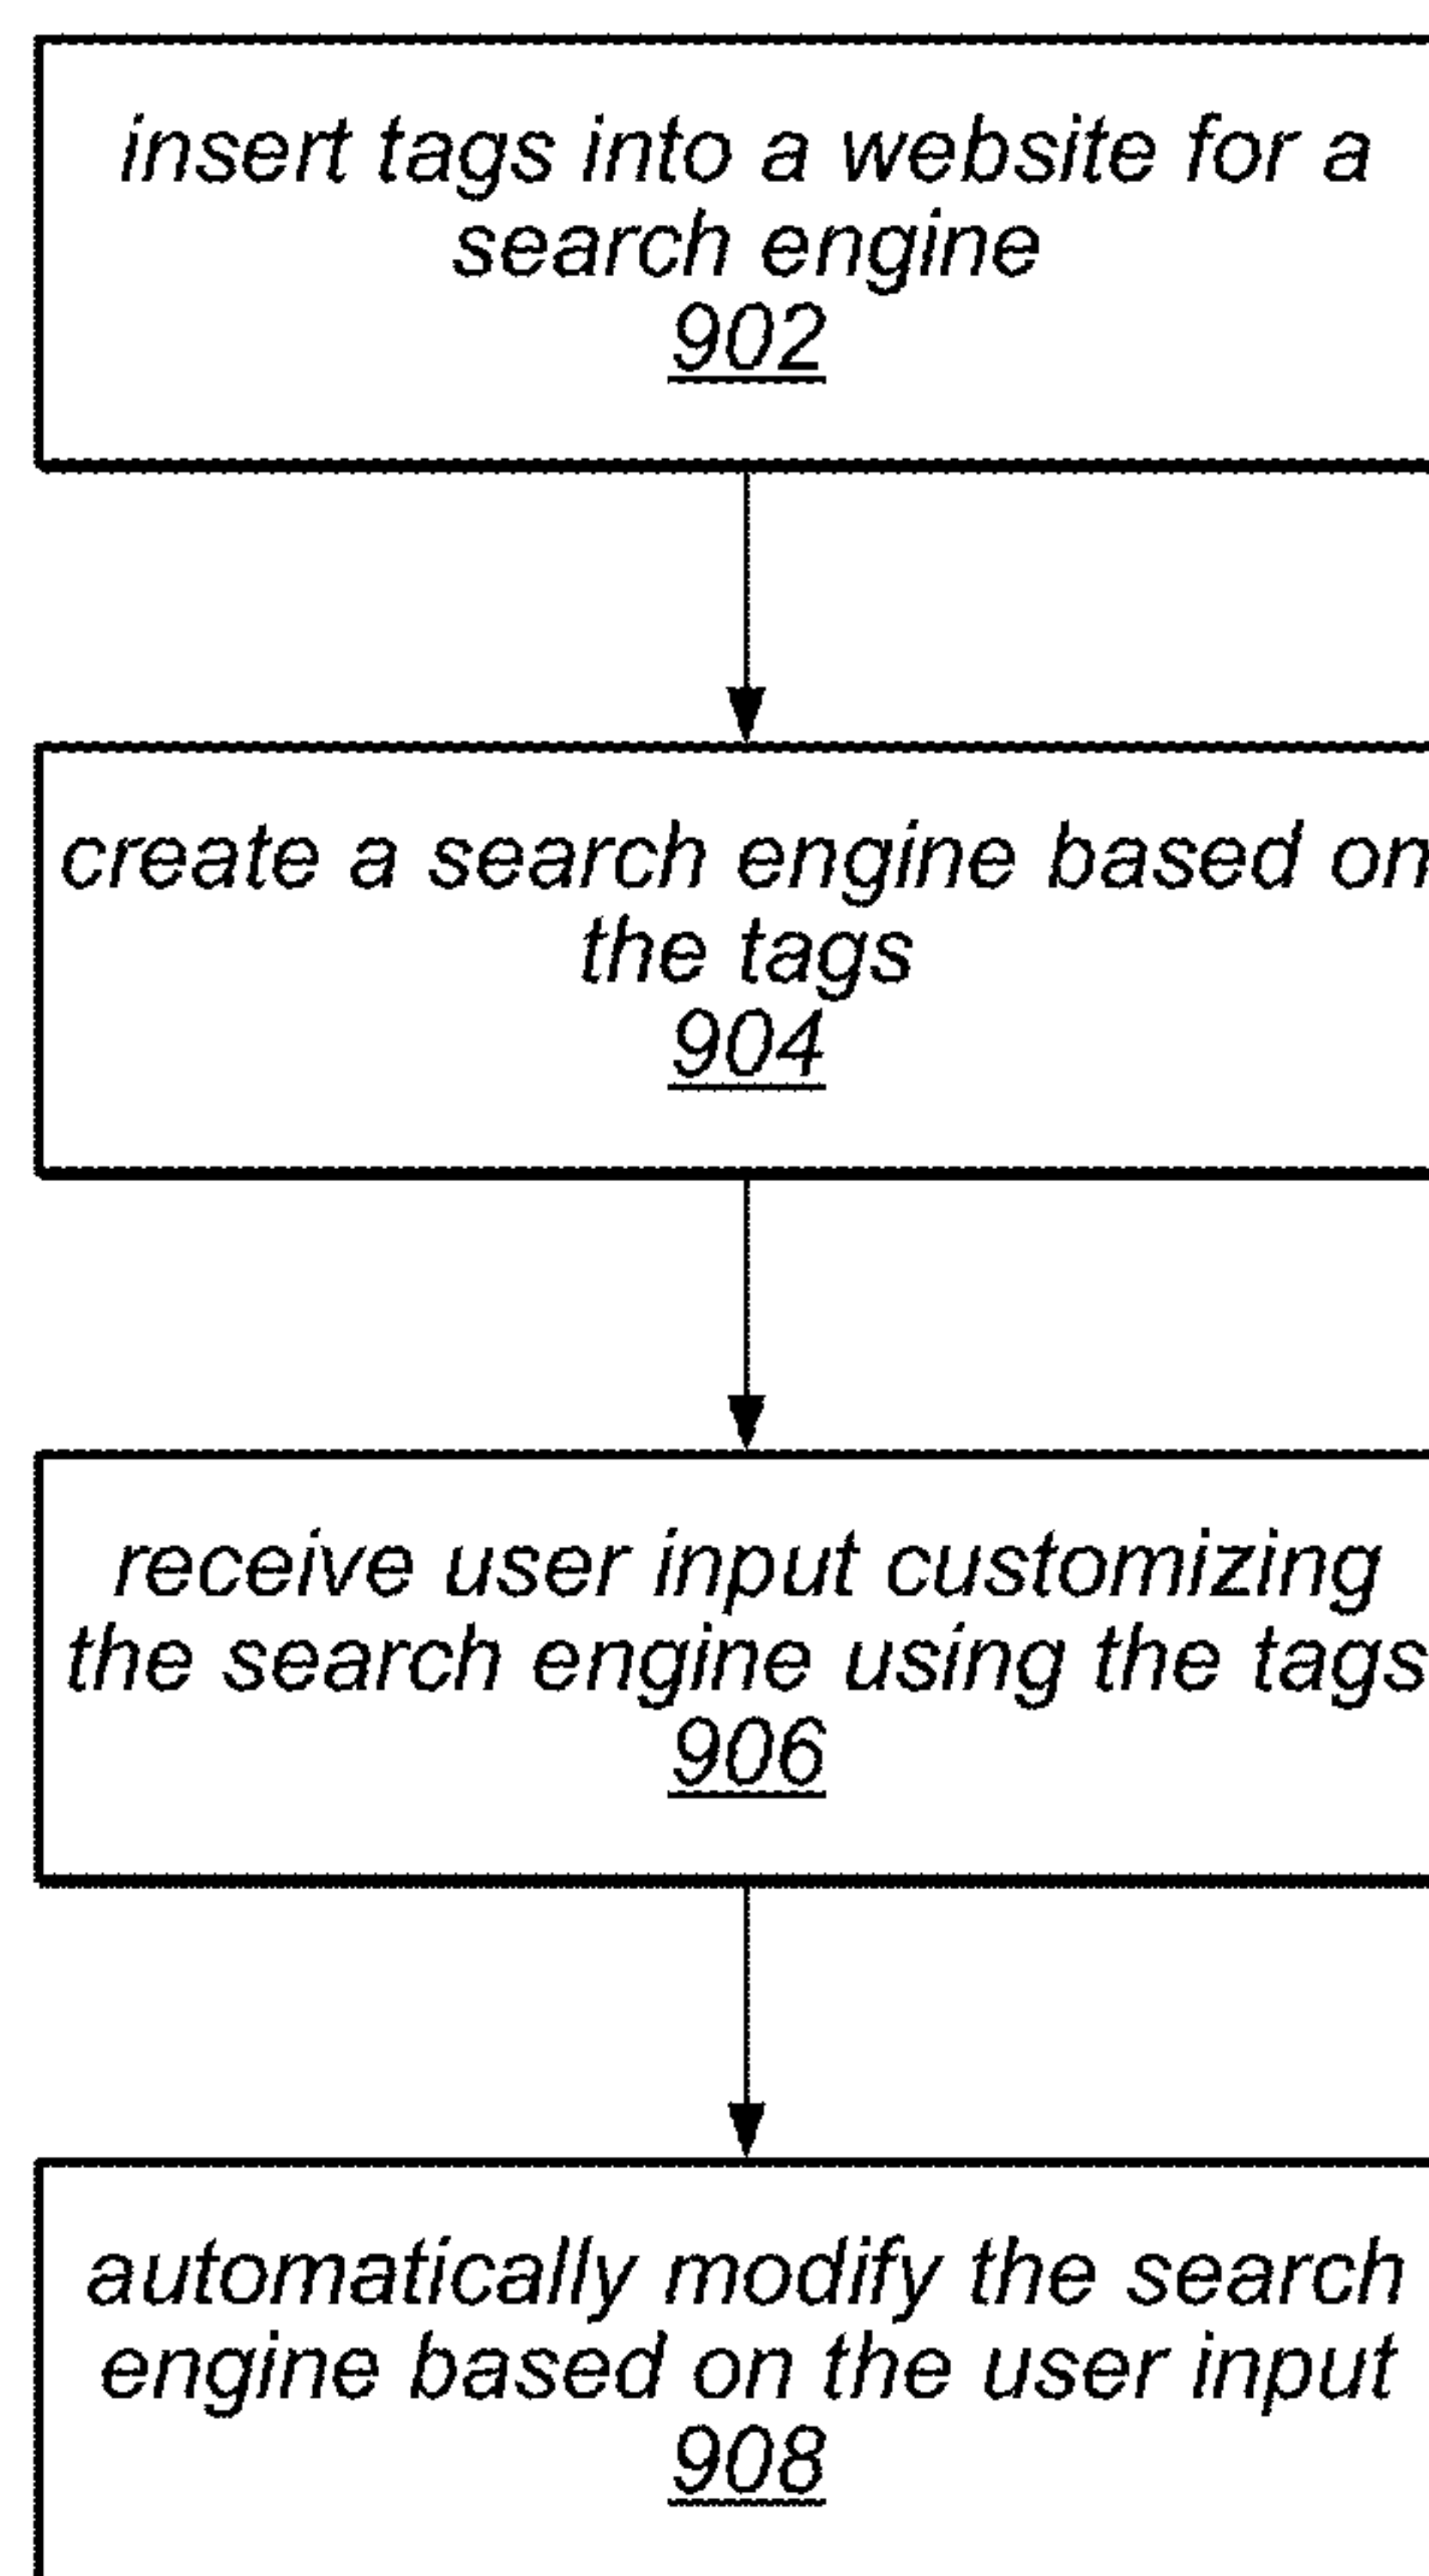 insert tags into a website for a
search engine
902
create a search engine based on
the tags
904
receive user input customizing
the search engine using the tags
906
automatically modify the search
engine based on the user input
908